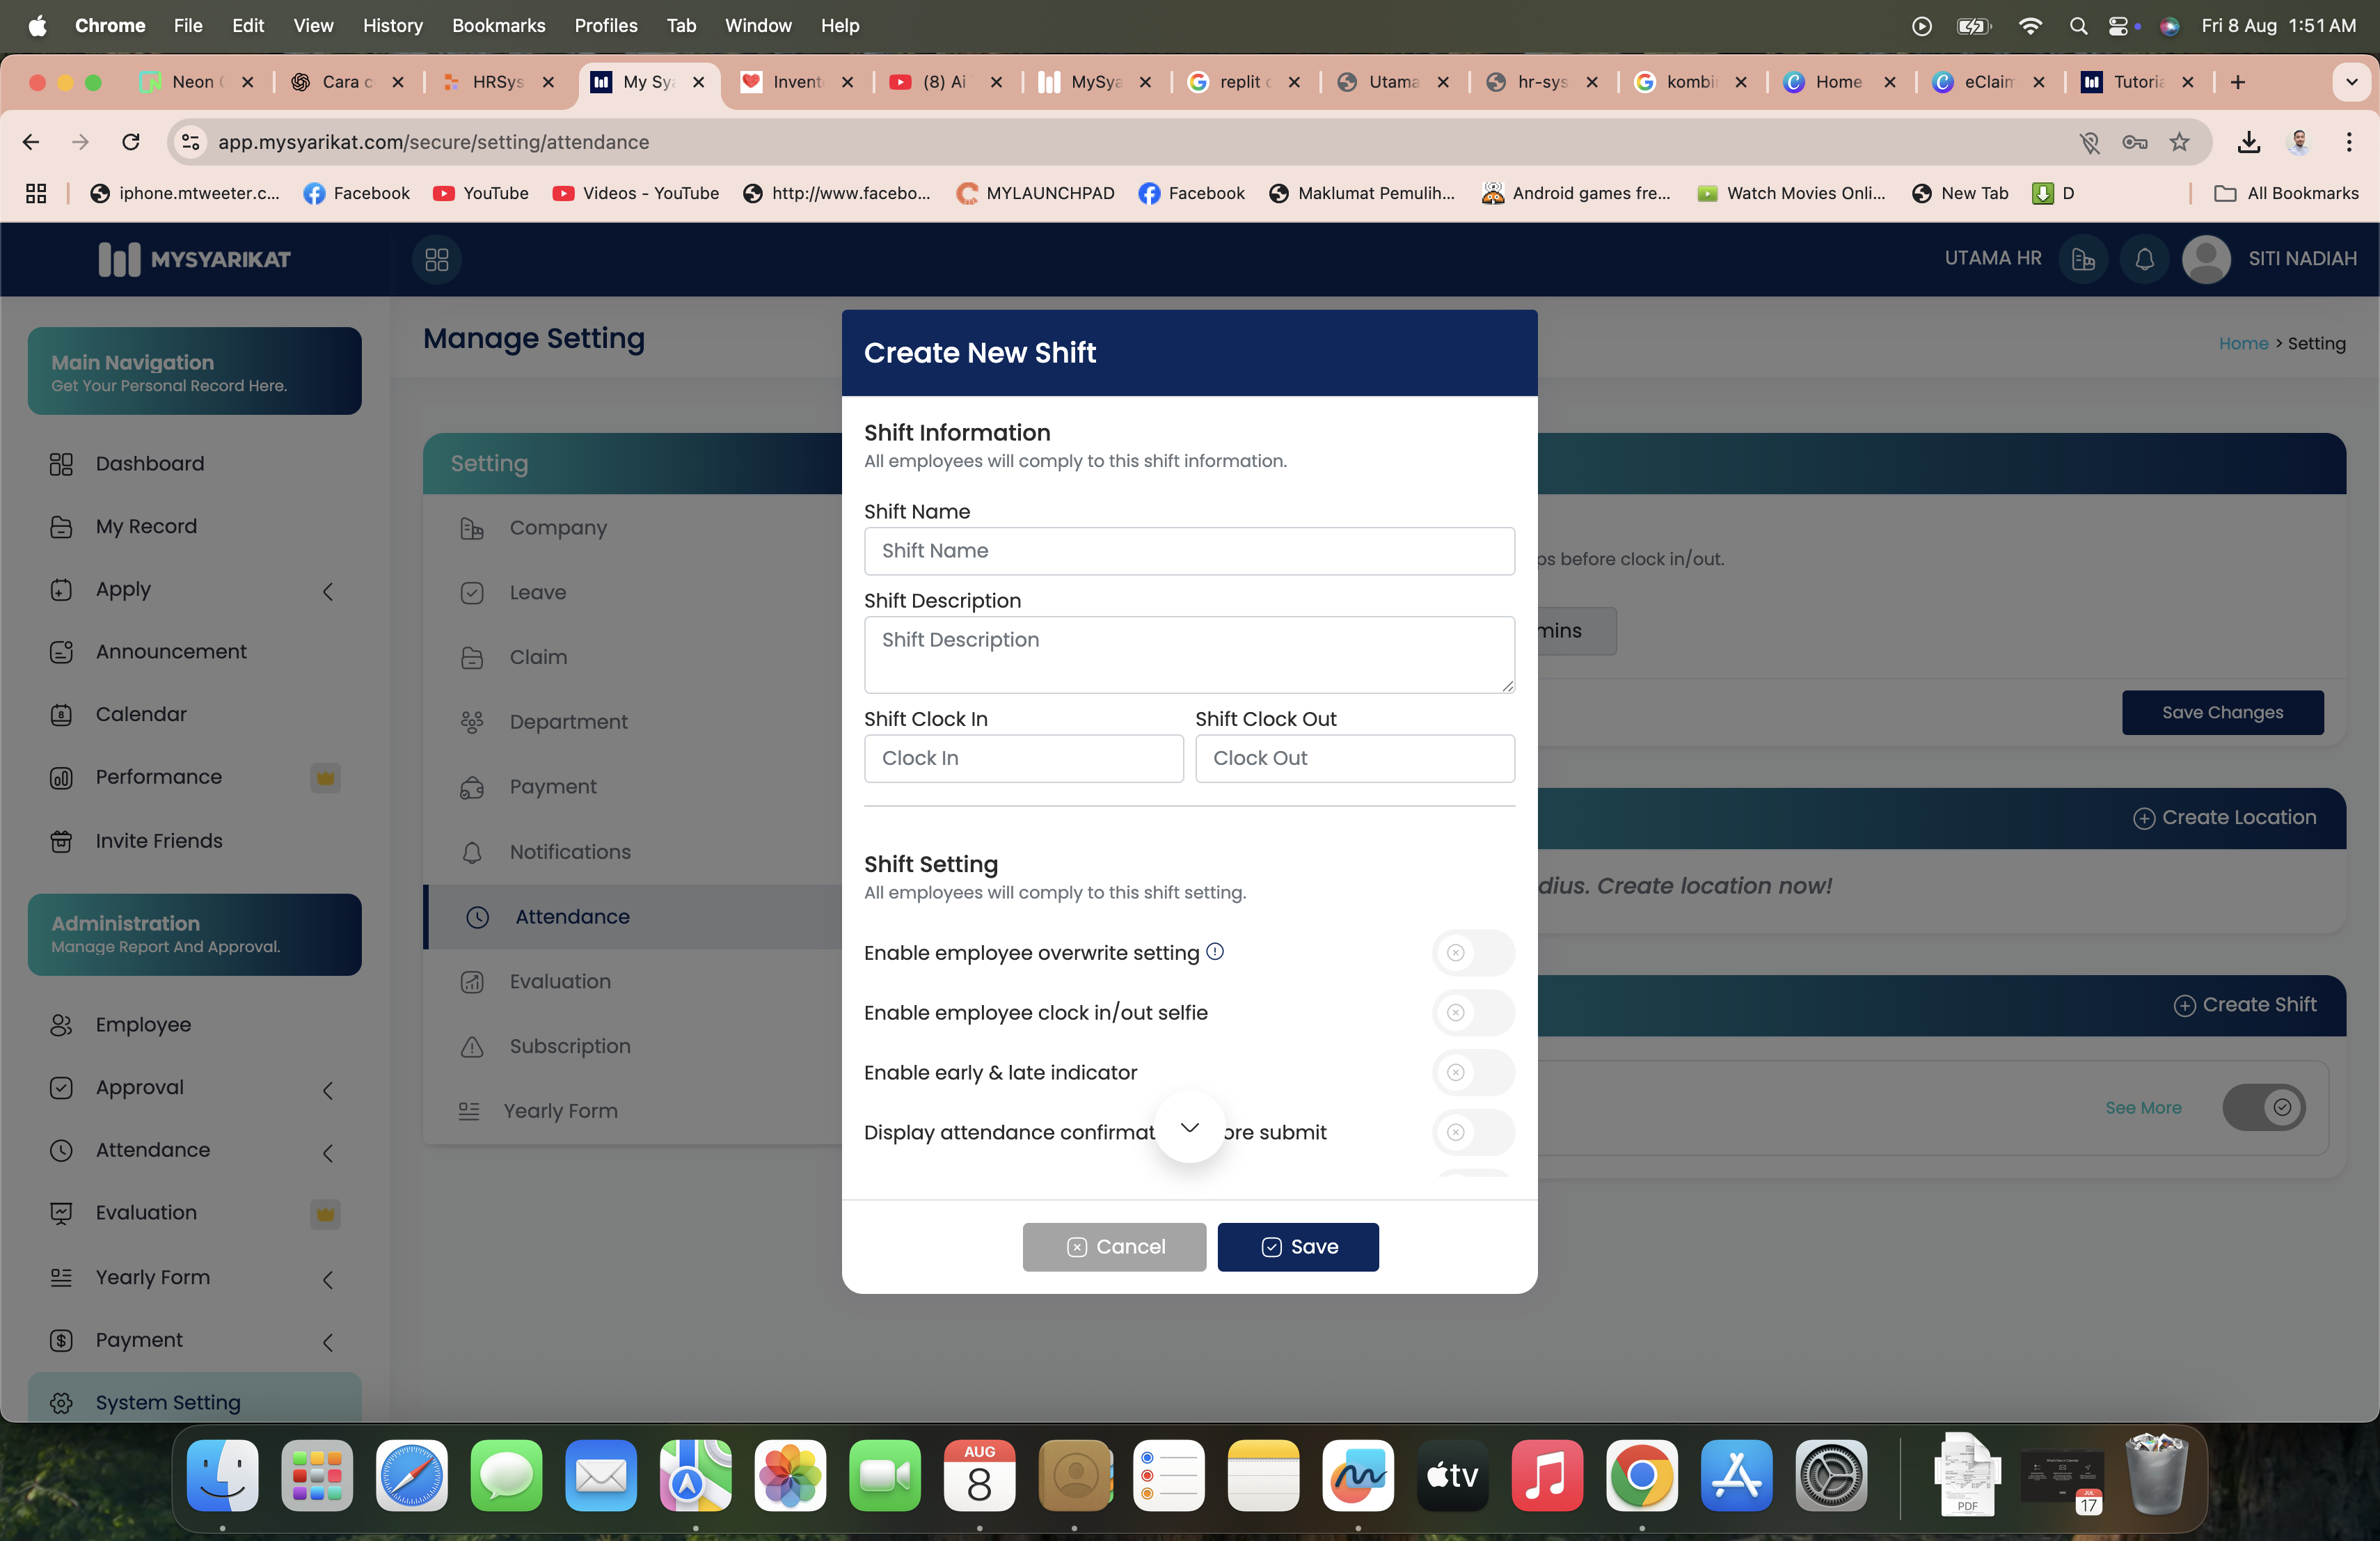 Chrome File Edit View History Bookmarks Profiles Tab Window Help Fri 8 Aug 1:51 AM
Neon Cara c HRSys My Sya Invent (8) Ai MySya replit Utama hr-sys kombi Home eClaim Tutoria
app.mysyarikat.com/secure/setting/attendance
iphone.mtweeter.c... Facebook YouTube Videos - YouTube http://www.facebo... MYLAUNCHPAD Facebook Maklumat Pemulih... Android games fre... Watch Movies Onli... New Tab D All Bookmarks
MYSYARIKAT UTAMA HR SITI NADIAH
Main Navigation
Get Your Personal Record Here.
Dashboard
My Record
Apply
Announcement
Calendar
Performance
Invite Friends
Administration
Manage Report And Approval.
Employee
Approval
Attendance
Evaluation
Yearly Form
Payment
System Setting
Manage Setting
Home > Setting
Setting
Company
Leave
Claim
Department
Payment
Notifications
Attendance
Evaluation
Subscription
Yearly Form
Create New Shift
Shift Information
All employees will comply to this shift information.
Shift Name
Shift Name
Shift Description
Shift Description
Shift Clock In Shift Clock Out
Clock In Clock Out
Shift Setting
All employees will comply to this shift setting.
Enable employee overwrite setting
Enable employee clock in/out selfie
Enable early & late indicator
Display attendance confirmat ore submit
Cancel Save
ps before clock in/out.
mins
Save Changes
Create Location
dius. Create location now!
Create Shift
See More
AUG
8
tv
PDF
JUL
17